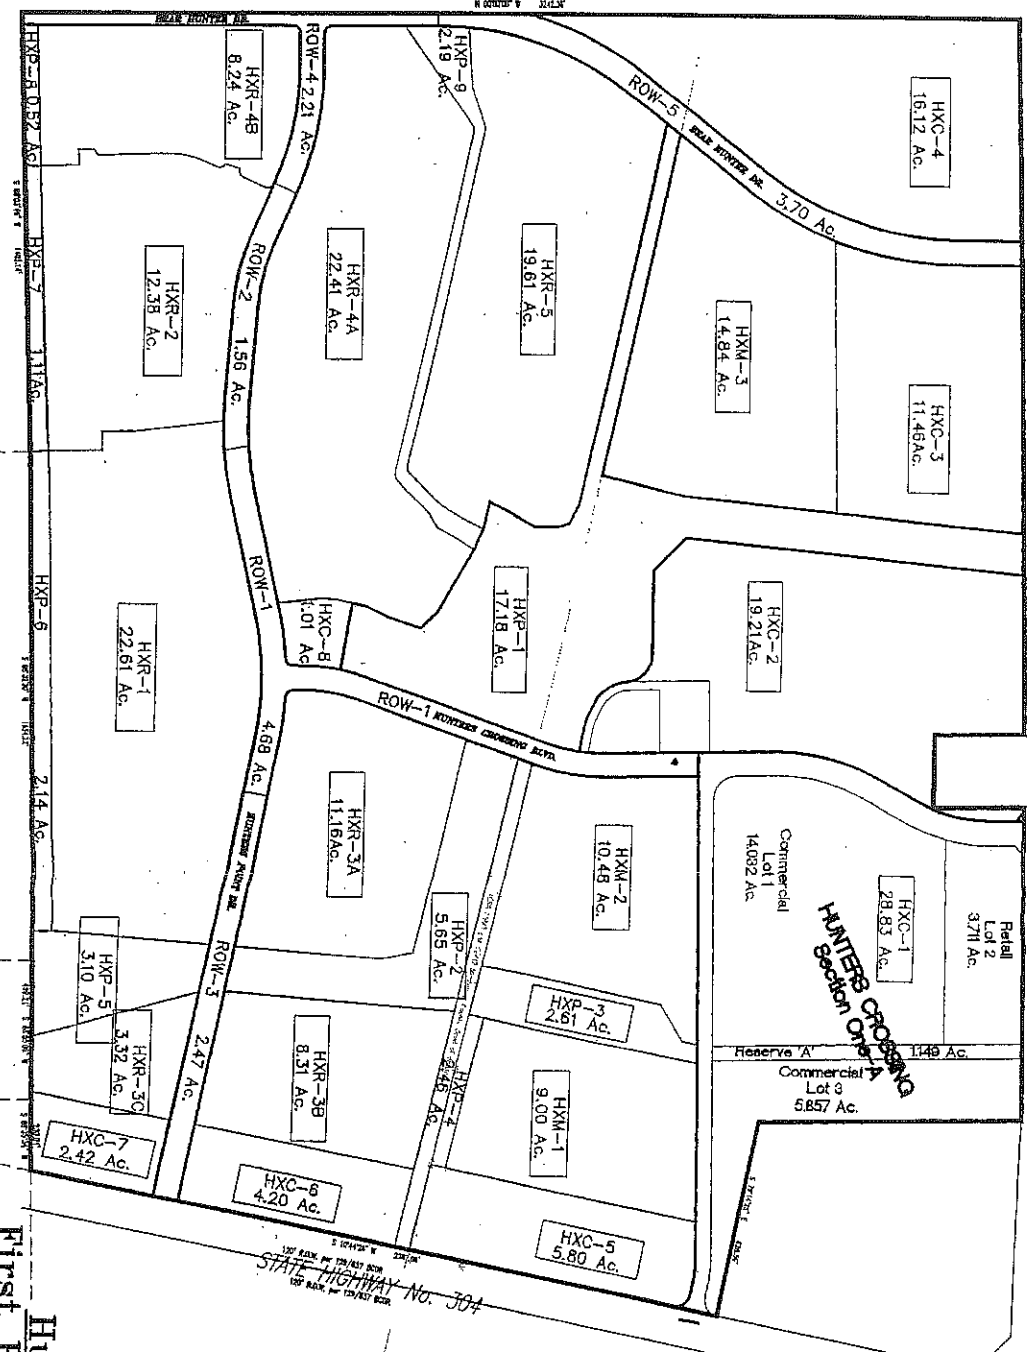 BEAR HUNTER DR.
HXP-8 0.52 Ac.
HXR-4B
8.24 Ac.
ROW-4 2.21 Ac.
HXP-9
2.19 Ac.
ROW-5 BEAR HUNTER DR. 3.70 Ac.
HXC-4
16.12 Ac.
HXP-7 1.11 Ac.
HXR-2
12.38 Ac.
ROW-2 1.56 Ac.
HXR-4A
22.41 Ac.
HXR-5
19.61 Ac.
HXM-3
14.84 Ac.
HXC-3
11.46 Ac.
HXP-6 2.14 Ac.
HXR-1
22.61 Ac.
ROW-1 4.68 Ac.
HXC-8
HXP-1
17.18 Ac.
HXC-2
19.21 Ac.
ROW-1 HUNTERS CROSSING BLVD.
HUNTERS POINT DR.
HXR-3A
11.16 Ac.
HXM-2
10.48 Ac.
Commercial
Lot 1
14.032 Ac.
HXC-1
28.83 Ac.
Retail
Lot 2
3.711 Ac.
HUNTERS CROSSING
Section One-A
HXP-5
3.10 Ac.
ROW-3 2.47 Ac.
HXP-2
5.65 Ac.
HXP-3
2.61 Ac.
Reserve 'A' 1.149 Ac.
Commercial
Lot 3
5.857 Ac.
HXR-3C
3.32 Ac.
HXR-3B
8.31 Ac.
HXP-4
HXM-1
9.00 Ac.
HXC-7
2.42 Ac.
HXC-6
4.20 Ac.
HXC-5
5.80 Ac.
STATE HIGHWAY No. 304